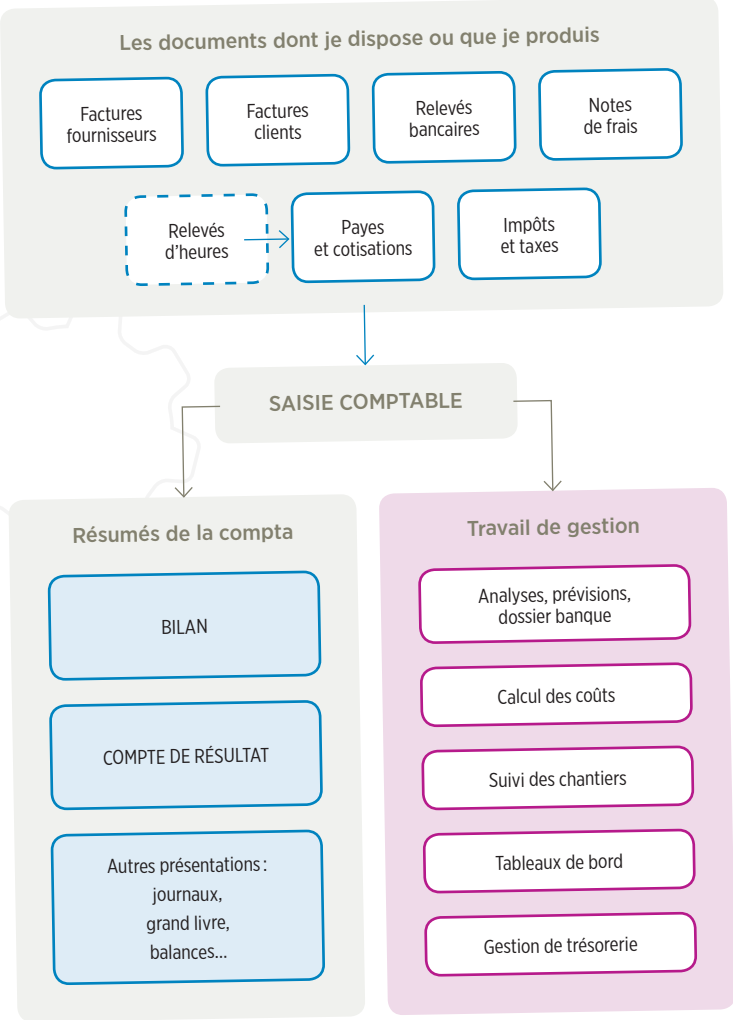 Les documents dont je dispose ou que je produis
Factures
fournisseurs
Factures
clients
Relevés
bancaires
Notes
de frais
Relevés
d'heures
Payes
et cotisations
Impôts
et taxes
SAISIE COMPTABLE
Résumés de la compta
BILAN
COMPTE DE RÉSULTAT
Autres présentations :
journaux,
grand livre,
balances...
Travail de gestion
Analyses, prévisions,
dossier banque
Calcul des coûts
Suivi des chantiers
Tableaux de bord
Gestion de trésorerie